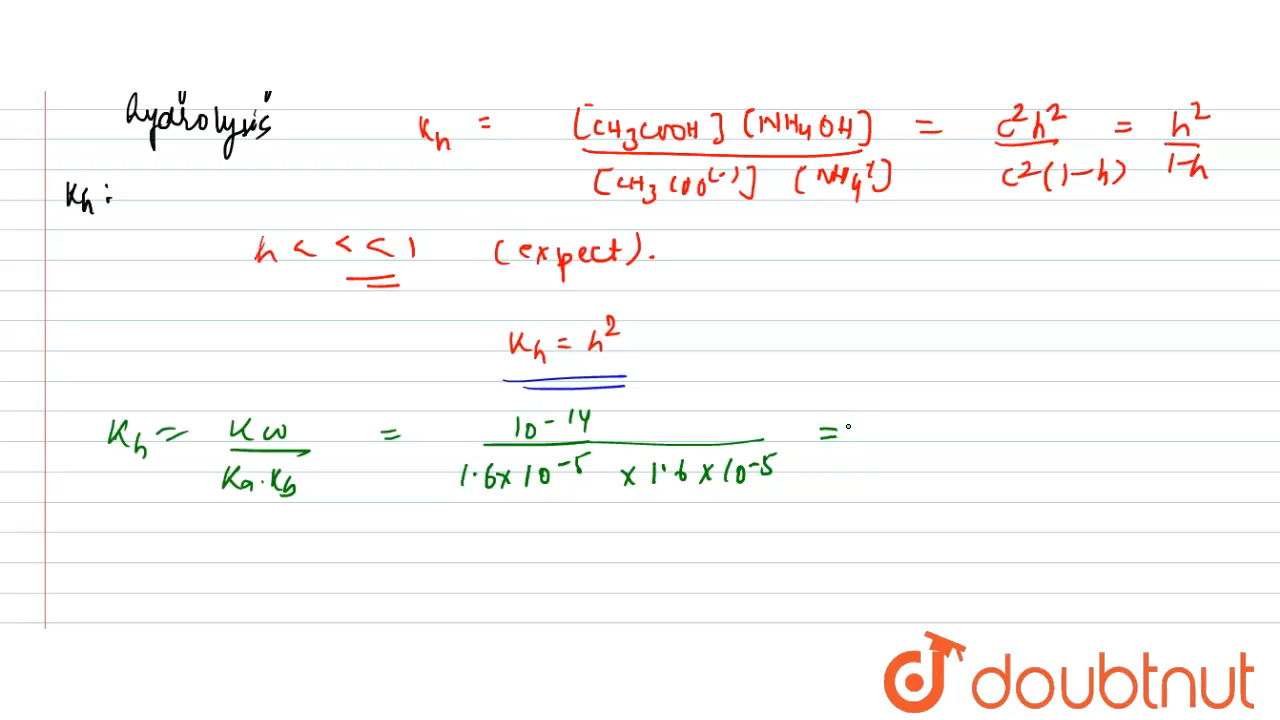 hydrolysis
Kh = [CH3COOH] [NH4OH] / [CH3COO(-)] [NH4+] = c²h² / c²(1-h) = h² / 1-h
Kh :
h < < < 1 (expect).
Kh = h²
Kh = Kw / Ka.Kb = 10-14 / 1.6x10-5 x 1.6x10-5 =
doubtnut